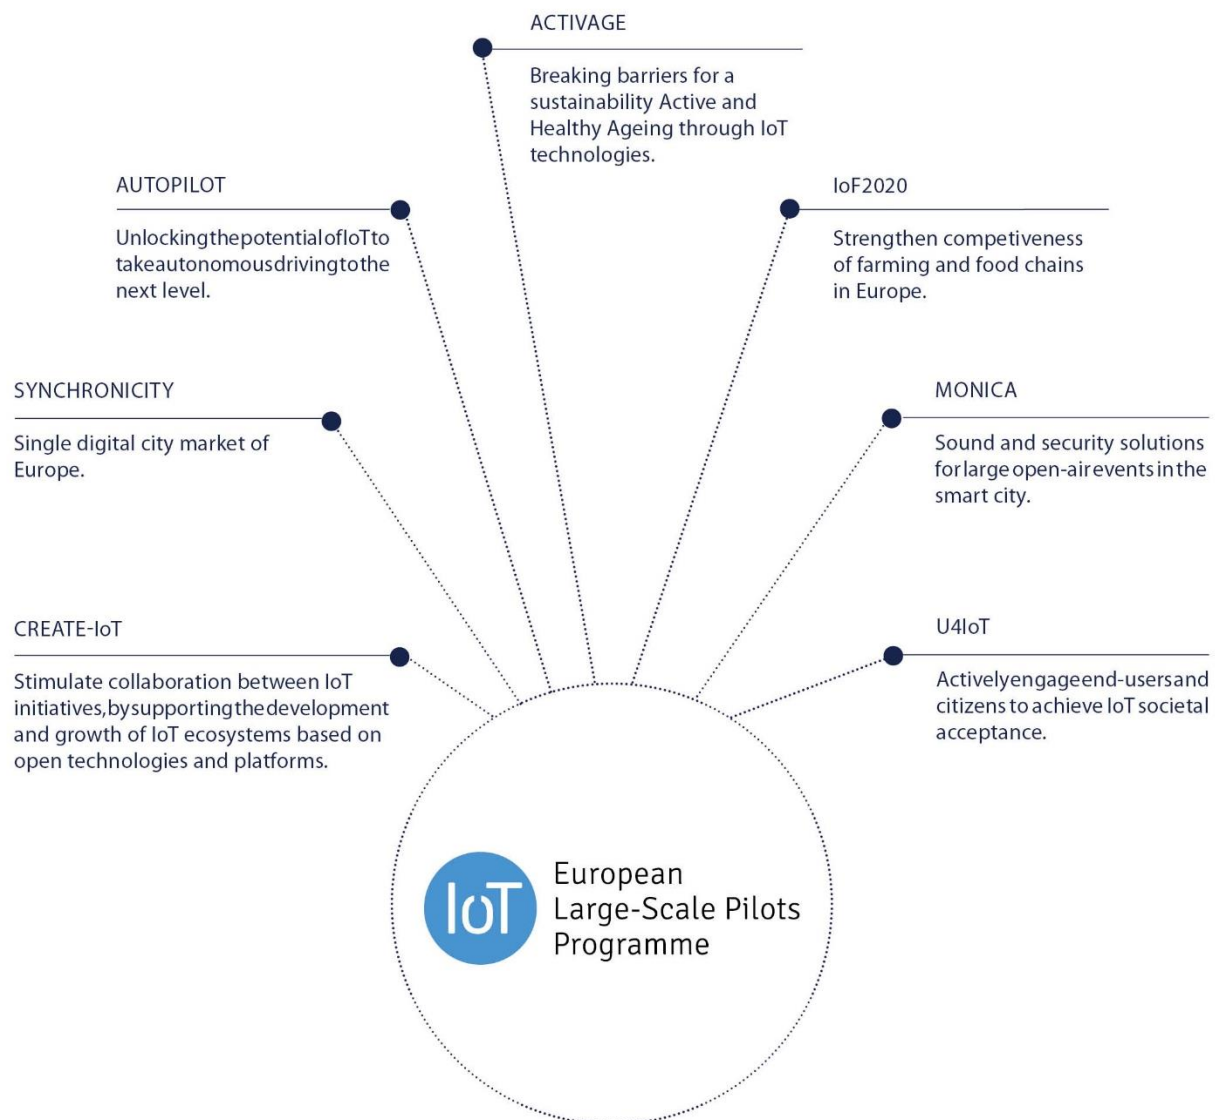 ACTIVAGE
Breaking barriers for a
sustainability Active and
Healthy Ageing through IoT
technologies.
AUTOPILOT
UnlockingthepotentialofIoTto
takeautonomousdrivingtothe
next level.
IoF2020
Strengthen competiveness
of farming and food chains
in Europe.
SYNCHRONICITY
Single digital city market of
Europe.
MONICA
Sound and security solutions
forlarge open-airevents in the
smart city.
CREATE-IoT
Stimulate collaboration between IoT
initiatives,bysupportingthedevelopment
and growth of IoT ecosystems based on
open technologies and platforms.
U4IoT
Activelyengageend-usersand
citizens to achieve IoT societal
acceptance.
IoT
European
Large-Scale Pilots
Programme